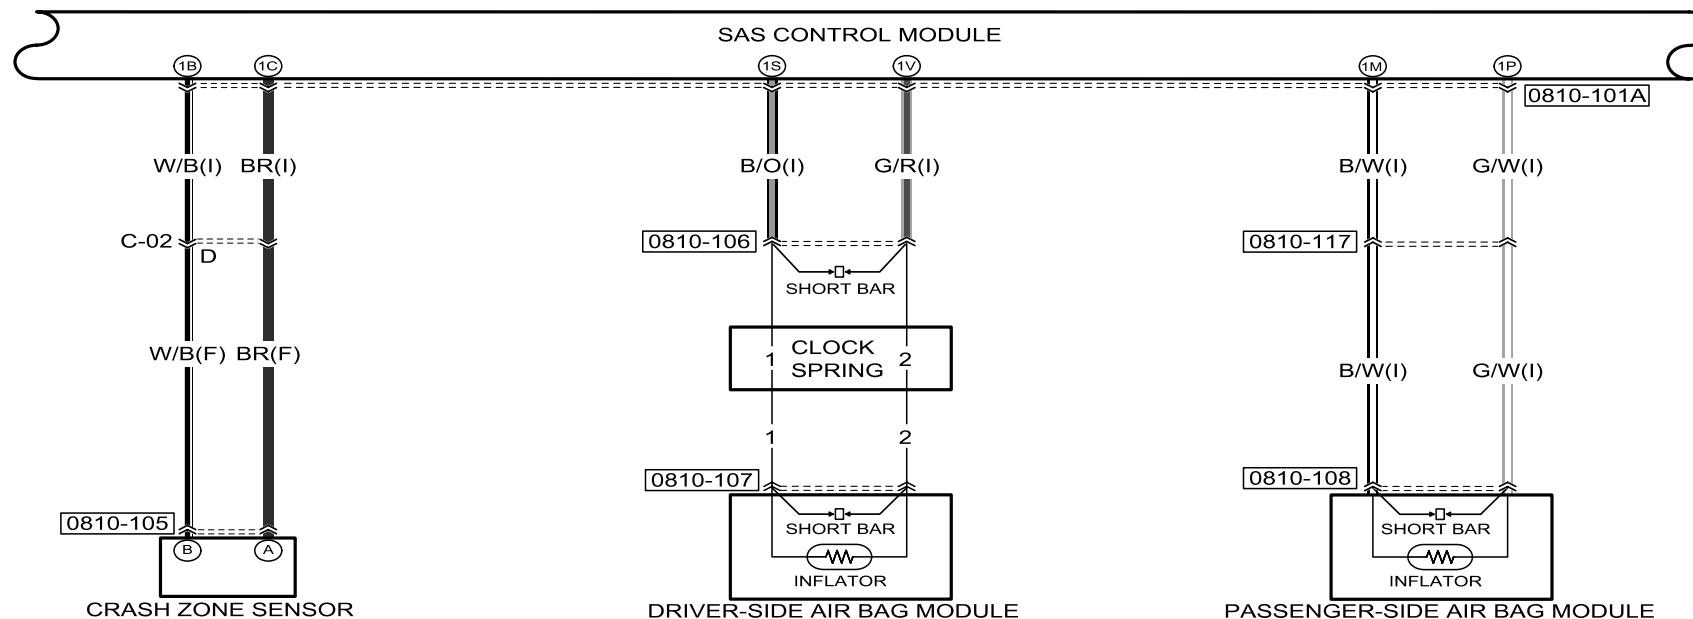 SAS CONTROL MODULE
1B 1C 1S 1V 1M 1P
0810-101A
W/B(I) BR(I) B/O(I) G/R(I) B/W(I) G/W(I)
C-02 0810-106 0810-117
D
SHORT BAR
CLOCK
SPRING
1 2
W/B(F) BR(F) B/W(I) G/W(I)
1 2
0810-107 0810-108
0810-105
SHORT BAR SHORT BAR
B A
INFLATOR INFLATOR
CRASH ZONE SENSOR DRIVER-SIDE AIR BAG MODULE PASSENGER-SIDE AIR BAG MODULE